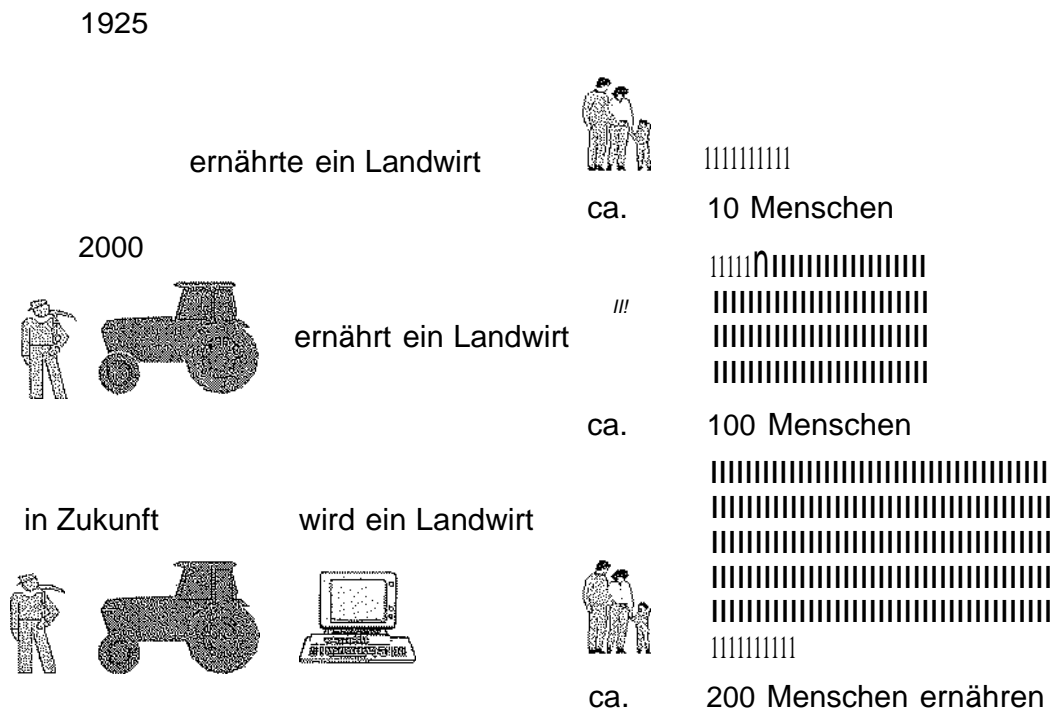 1925
ernährte ein Landwirt
ca. 10 Menschen
2000
ernährt ein Landwirt
ca. 100 Menschen
in Zukunft wird ein Landwirt
ca. 200 Menschen ernähren